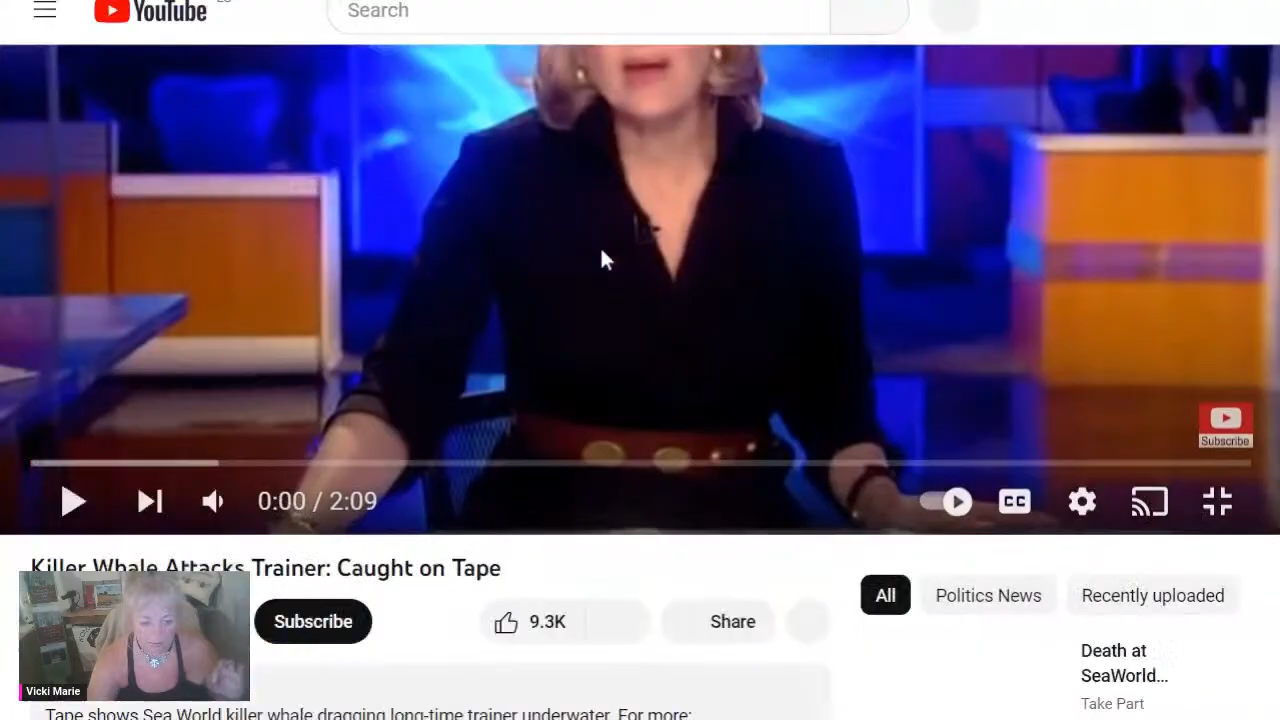 YouTube
Search
Subscribe
0:00 / 2:09
CC
Killer Whale Attacks Trainer: Caught on Tape
Subscribe
9.3K
Share
All
Politics News
Recently uploaded
Death at
SeaWorld...
Take Part
Vicki Marie
Tape shows Sea World killer whale dragging long-time trainer underwater. For more: